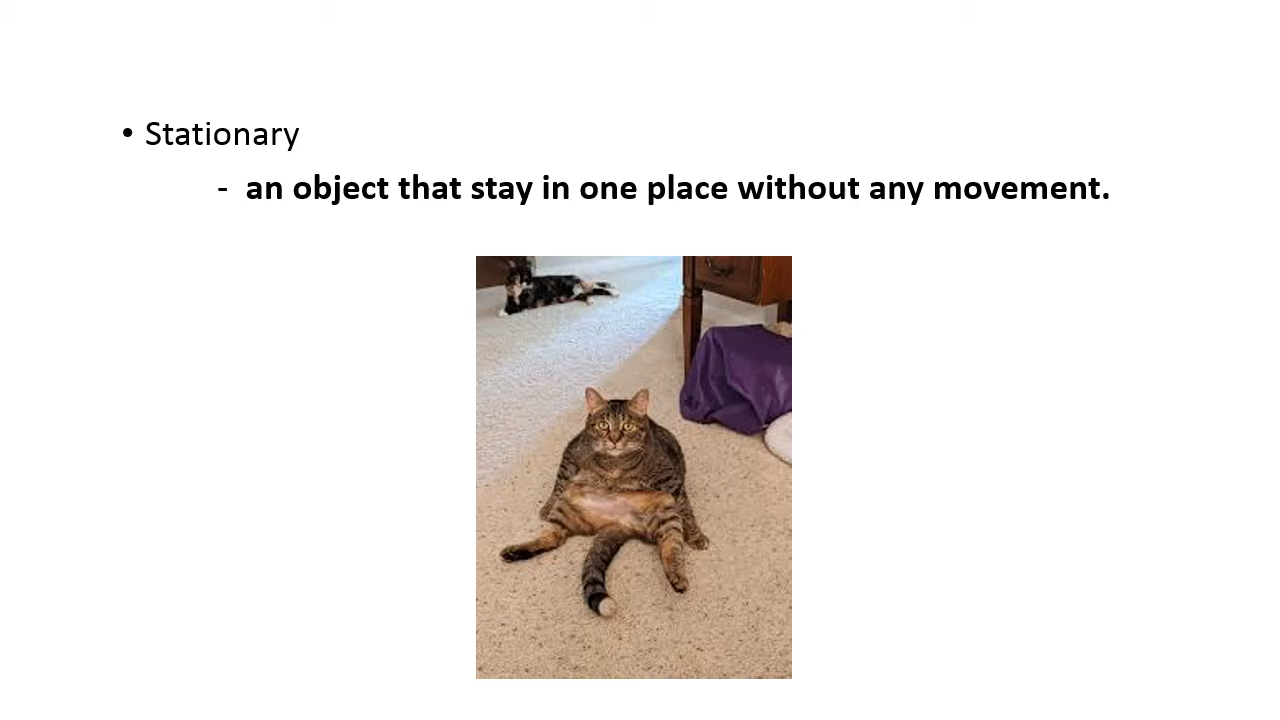 • Stationary
- an object that stay in one place without any movement.